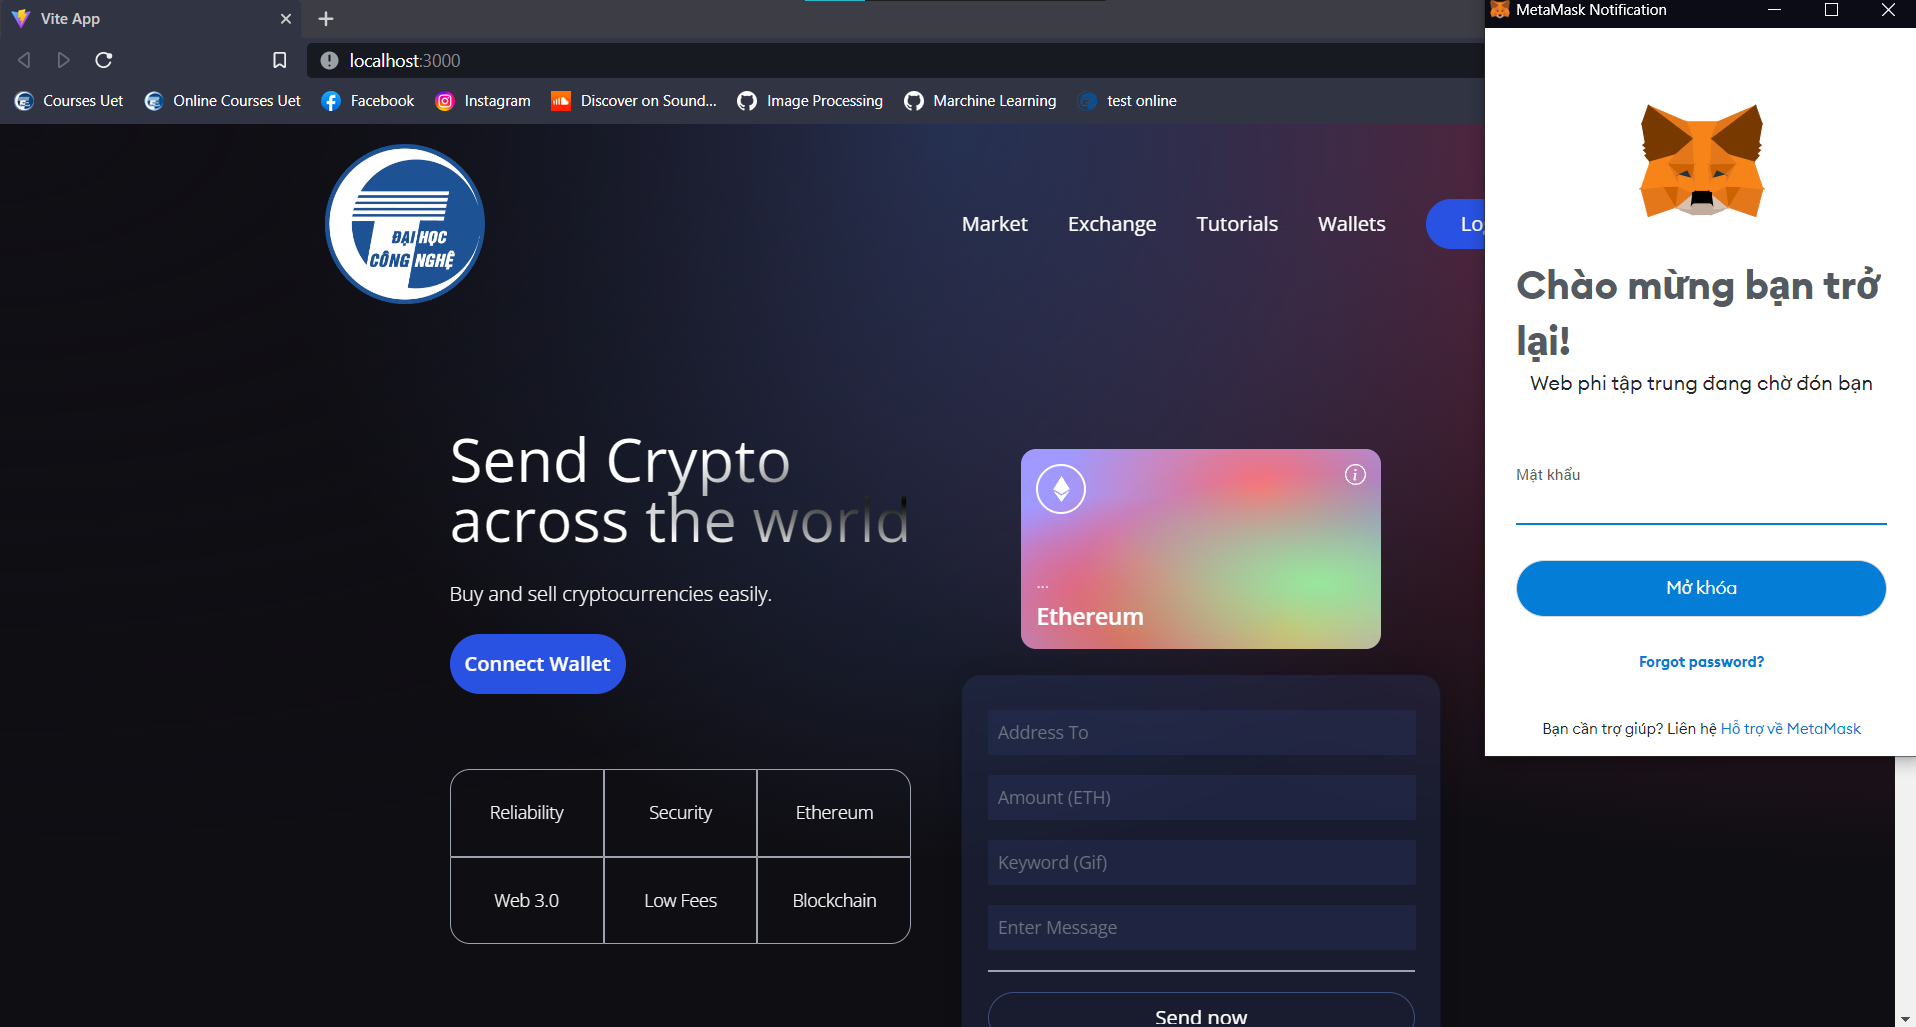 Vite App
localhost:3000
Courses Uet
Online Courses Uet
Facebook
Instagram
Discover on Sound...
Image Processing
Marchine Learning
test online
ĐẠI HỌC
CÔNG NGHỆ
Market
Exchange
Tutorials
Wallets
Send Crypto
across the world
Buy and sell cryptocurrencies easily.
Connect Wallet
Reliability
Security
Ethereum
Web 3.0
Low Fees
Blockchain
...
Ethereum
Address To
Amount (ETH)
Keyword (Gif)
Enter Message
Send now
MetaMask Notification
Chào mừng bạn trở
lại!
Web phi tập trung đang chờ đón bạn
Mật khẩu
Mở khóa
Forgot password?
Bạn cần trợ giúp? Liên hệ Hỗ trợ về MetaMask